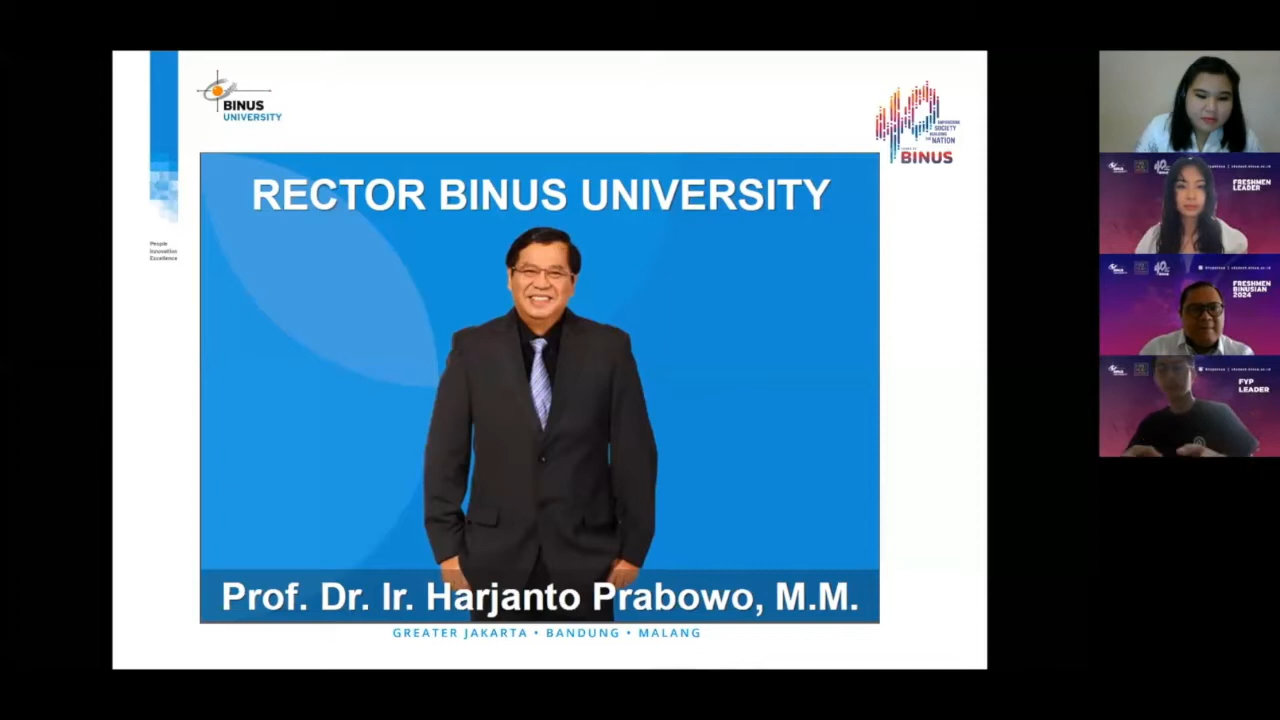 BINUS
UNIVERSITY
EMPOWERING
SOCIETY
BUILDING
THE NATION
BINUS
People
Innovation
Excellence
RECTOR BINUS UNIVERSITY
Prof. Dr. Ir. Harjanto Prabowo, M.M.
GREATER JAKARTA • BANDUNG • MALANG
FRESHMEN
LEADER
FRESHMEN
BINUSIAN
2024
FYP
LEADER